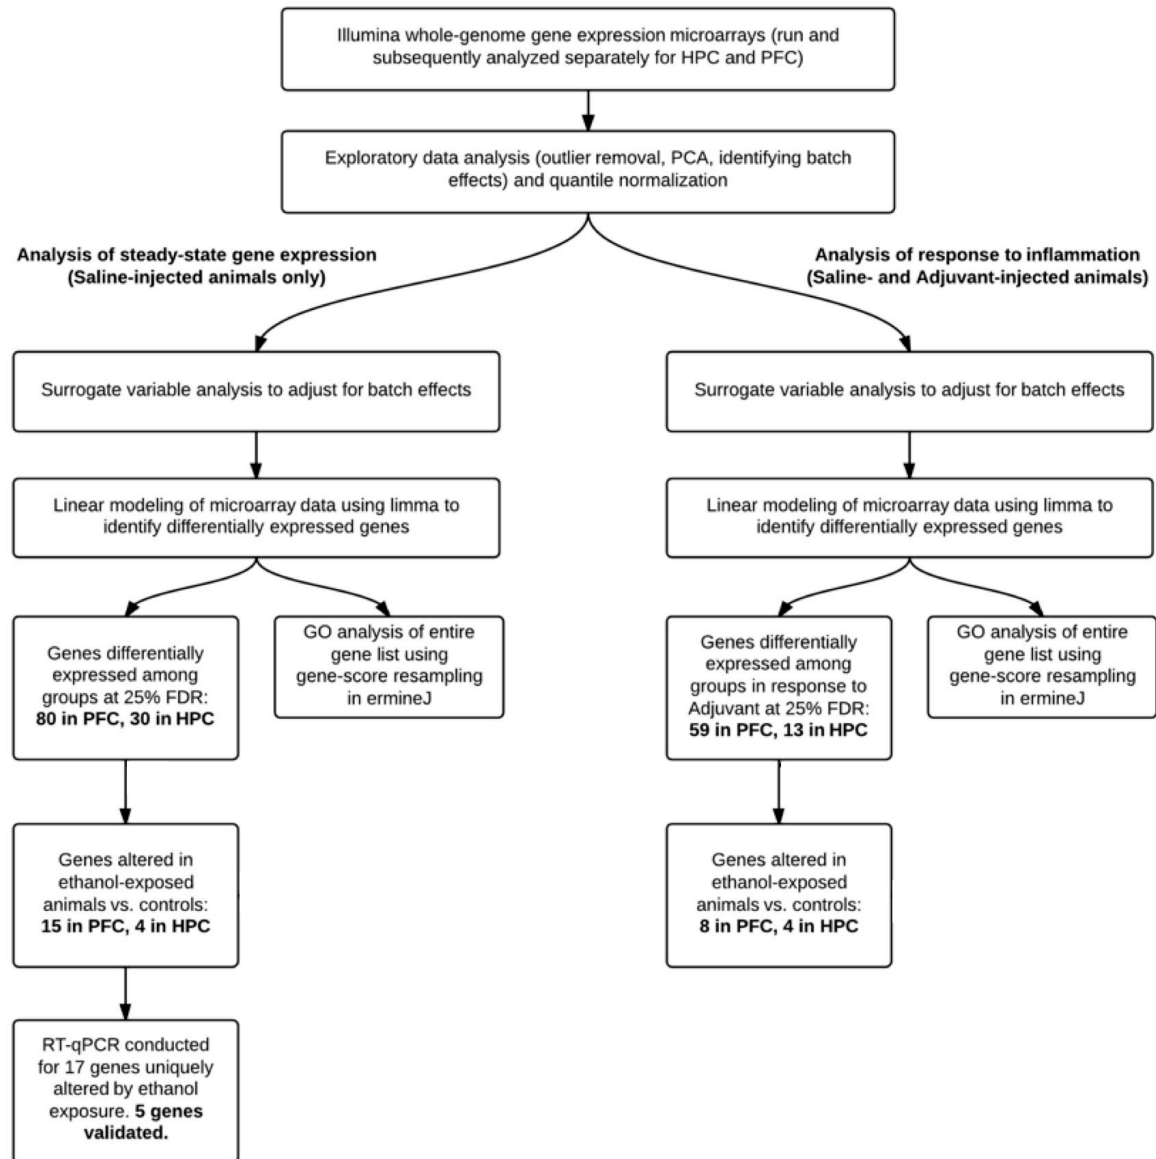 Illumina whole-genome gene expression microarrays (run and
subsequently analyzed separately for HPC and PFC)
Exploratory data analysis (outlier removal, PCA, identifying batch
effects) and quantile normalization
Analysis of steady-state gene expression
(Saline-injected animals only)
Analysis of response to inflammation
(Saline- and Adjuvant-injected animals)
Surrogate variable analysis to adjust for batch effects
Surrogate variable analysis to adjust for batch effects
Linear modeling of microarray data using limma to
identify differentially expressed genes
Linear modeling of microarray data using limma to
identify differentially expressed genes
Genes differentially
expressed among
groups at 25% FDR:
80 in PFC, 30 in HPC
GO analysis of entire
gene list using
gene-score resampling
in ermineJ
Genes differentially
expressed among
groups in response to
Adjuvant at 25% FDR:
59 in PFC, 13 in HPC
GO analysis of entire
gene list using
gene-score resampling
in ermineJ
Genes altered in
ethanol-exposed
animals vs. controls:
15 in PFC, 4 in HPC
Genes altered in
ethanol-exposed
animals vs. controls:
8 in PFC, 4 in HPC
RT-qPCR conducted
for 17 genes uniquely
altered by ethanol
exposure. 5 genes
validated.